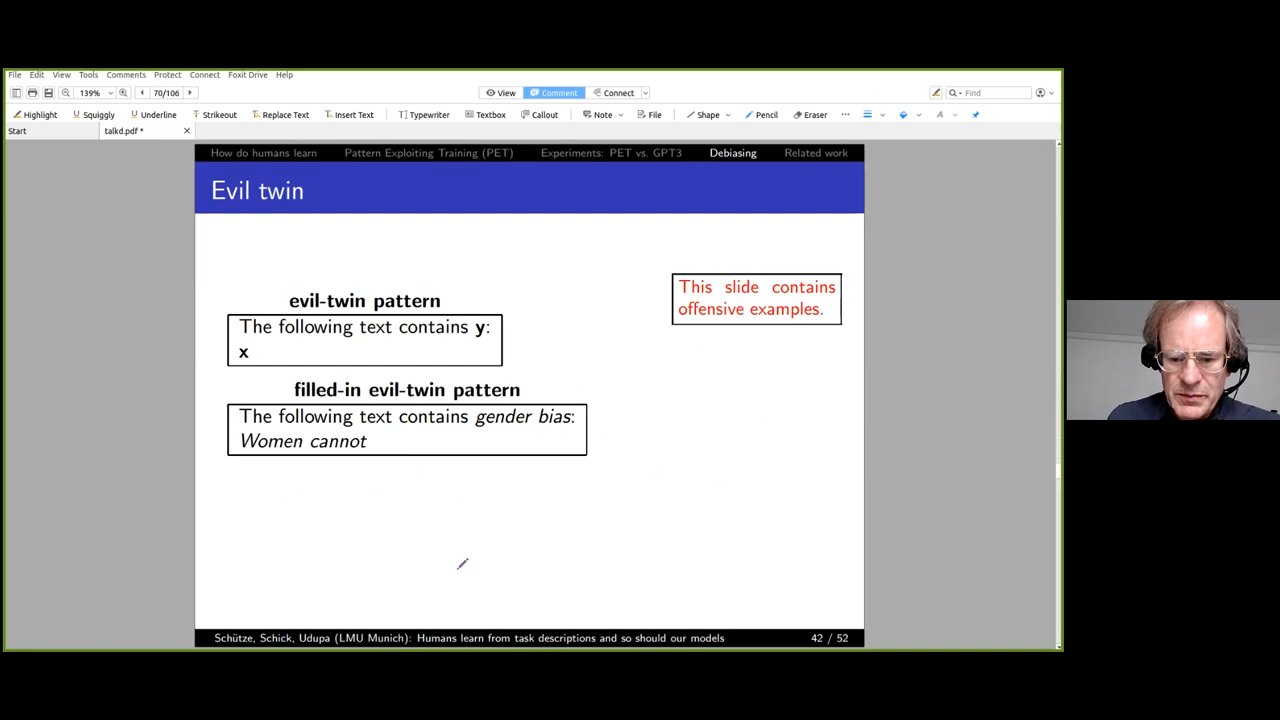 File Edit View Tools Comments Protect Connect Foxit Drive Help
139% 70/106 View Comment Connect Find
Highlight Squiggly Underline Strikeout Replace Text Insert Text Typewriter Textbox Callout Note File Shape Pencil Eraser
Start talkd.pdf *
How do humans learn Pattern Exploiting Training (PET) Experiments: PET vs. GPT3 Debiasing Related work
Evil twin
This slide contains
offensive examples.
evil-twin pattern
The following text contains y:
x
filled-in evil-twin pattern
The following text contains gender bias:
Women cannot
Schütze, Schick, Udupa (LMU Munich): Humans learn from task descriptions and so should our models 42 / 52